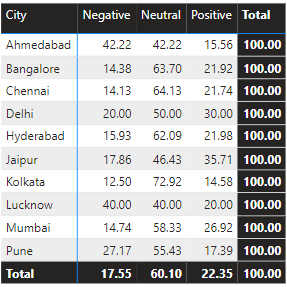 City Negative Neutral Positive Total
Ahmedabad 42.22 42.22 15.56 100.00
Bangalore 14.38 63.70 21.92 100.00
Chennai 14.13 64.13 21.74 100.00
Delhi 20.00 50.00 30.00 100.00
Hyderabad 15.93 62.09 21.98 100.00
Jaipur 17.86 46.43 35.71 100.00
Kolkata 12.50 72.92 14.58 100.00
Lucknow 40.00 40.00 20.00 100.00
Mumbai 14.74 58.33 26.92 100.00
Pune 27.17 55.43 17.39 100.00
Total 17.55 60.10 22.35 100.00